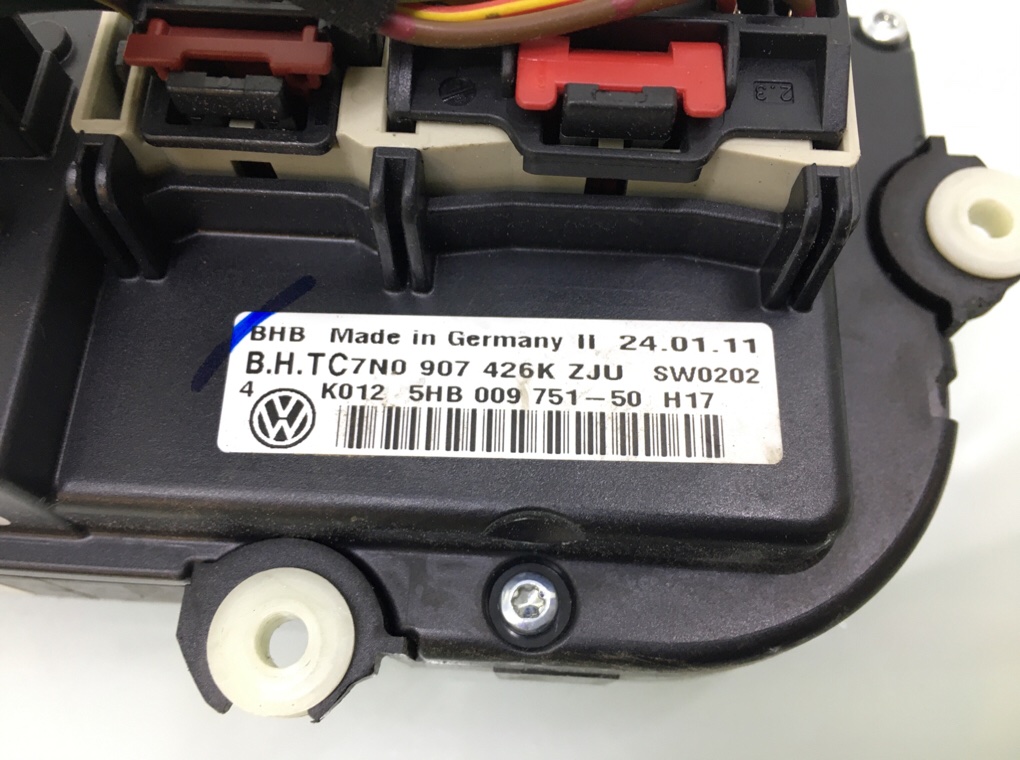 2.3
BHB Made in Germany II 24.01.11
B.H.TC7N0 907 426K ZJU SW0202
4 K012 5HB 009 751-50 H17